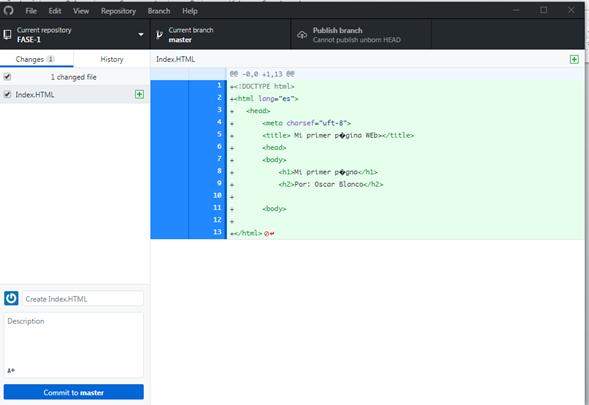 File Edit View Repository Branch Help
Current repository
FASE-1
Current branch
master
Publish branch
Cannot publish unborn HEAD
Changes 1 History
1 changed file
Index.HTML
Index.HTML
@@ -0,0 +1,13 @@
1 +<!DOCTYPE html>
2 +<html lang="es">
3 + <head>
4 + <meta charsef="uft-8">
5 + <title> Mi primer p�gina WEb></title>
6 + <head>
7 + <body>
8 + <h1>Mi primer p�gna</h1>
9 + <h2>Por: Oscar Blanco</h2>
10 +
11 + <body>
12 +
13 +</html>
Create Index.HTML
Description
Commit to master